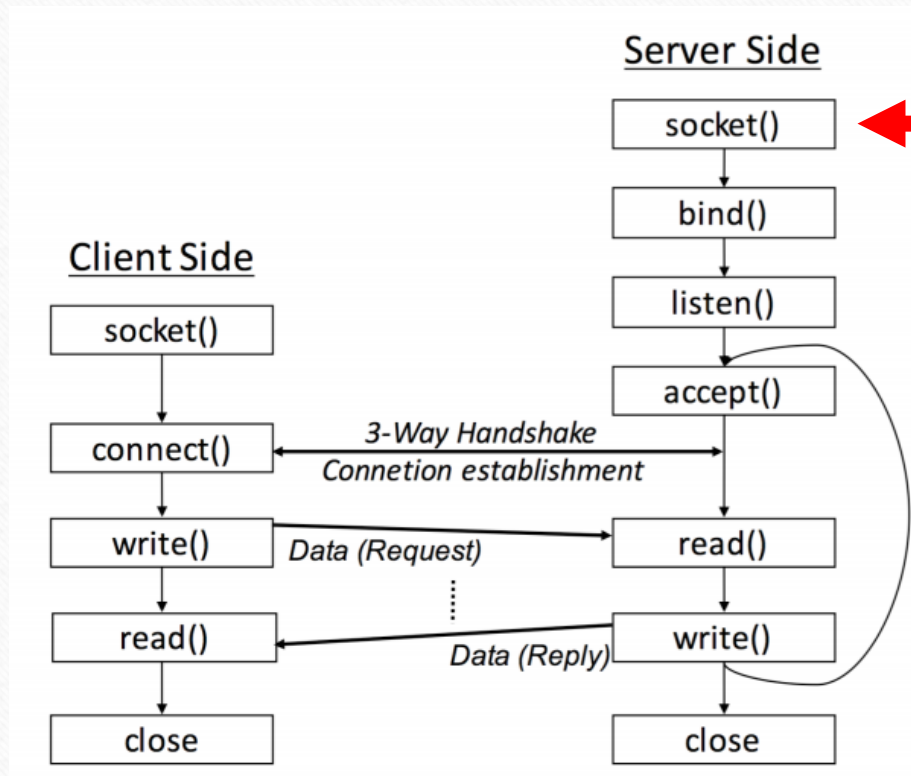 Server Side
socket()
bind()
listen()
accept()
read()
write()
close
Client Side
socket()
connect()
write()
read()
close
3-Way Handshake
Connetion establishment
Data (Request)
Data (Reply)